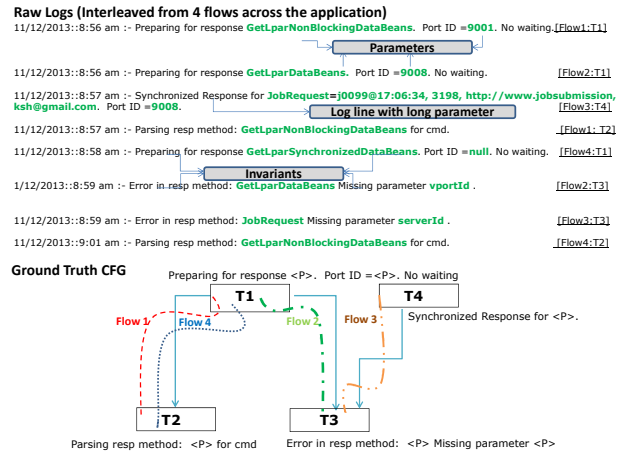 Raw Logs (Interleaved from 4 flows across the application)
11/12/2013::8:56 am :- Preparing for response GetLparNonBlockingDataBeans. Port ID =9001. No waiting.[Flow1:T1]
Parameters
11/12/2013::8:56 am :- Preparing for response GetLparDataBeans. Port ID =9008. No waiting. [Flow2:T1]
11/12/2013::8:57 am :- Synchronized Response for JobRequest=j0099@17:06:34, 3198, http://www.jobsubmission,
ksh@gmail.com. Port ID =9008. [Flow3:T4]
Log line with long parameter
11/12/2013::8:57 am :- Parsing resp method: GetLparNonBlockingDataBeans for cmd. [Flow1: T2]
11/12/2013::8:58 am :- Preparing for response GetLparSynchronizedDataBeans. Port ID =null. No waiting. [Flow4:T1]
Invariants
1/12/2013::8:59 am :- Error in resp method: GetLparDataBeans Missing parameter vportId . [Flow2:T3]
11/12/2013::8:59 am :- Error in resp method: JobRequest Missing parameter serverId . [Flow3:T3]
11/12/2013::9:01 am :- Parsing resp method: GetLparNonBlockingDataBeans for cmd. [Flow4:T2]
Ground Truth CFG
Preparing for response <P>. Port ID =<P>. No waiting
T1 T4
Synchronized Response for <P>.
Flow 1 Flow 4 Flow 2 Flow 3
T2 T3
Parsing resp method: <P> for cmd Error in resp method: <P> Missing parameter <P>